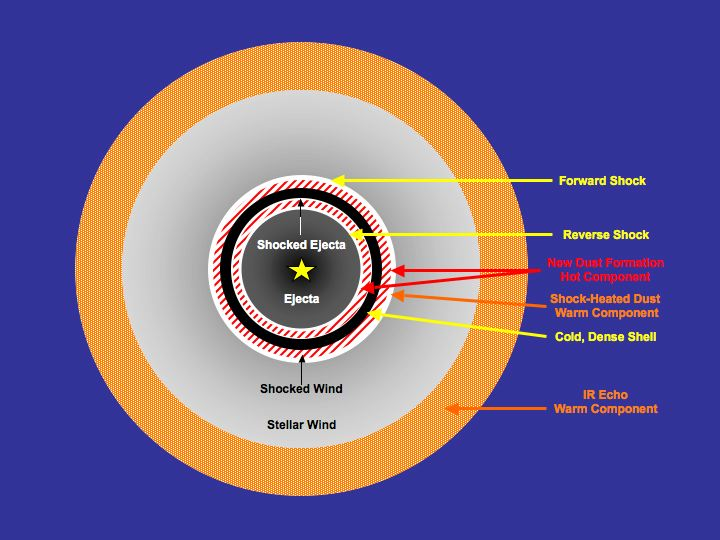 Forward Shock
Reverse Shock
Shocked Ejecta
New Dust Formation
Hot Component
Ejecta
Shock-Heated Dust
Warm Component
Cold, Dense Shell
Shocked Wind
IR Echo
Warm Component
Stellar Wind